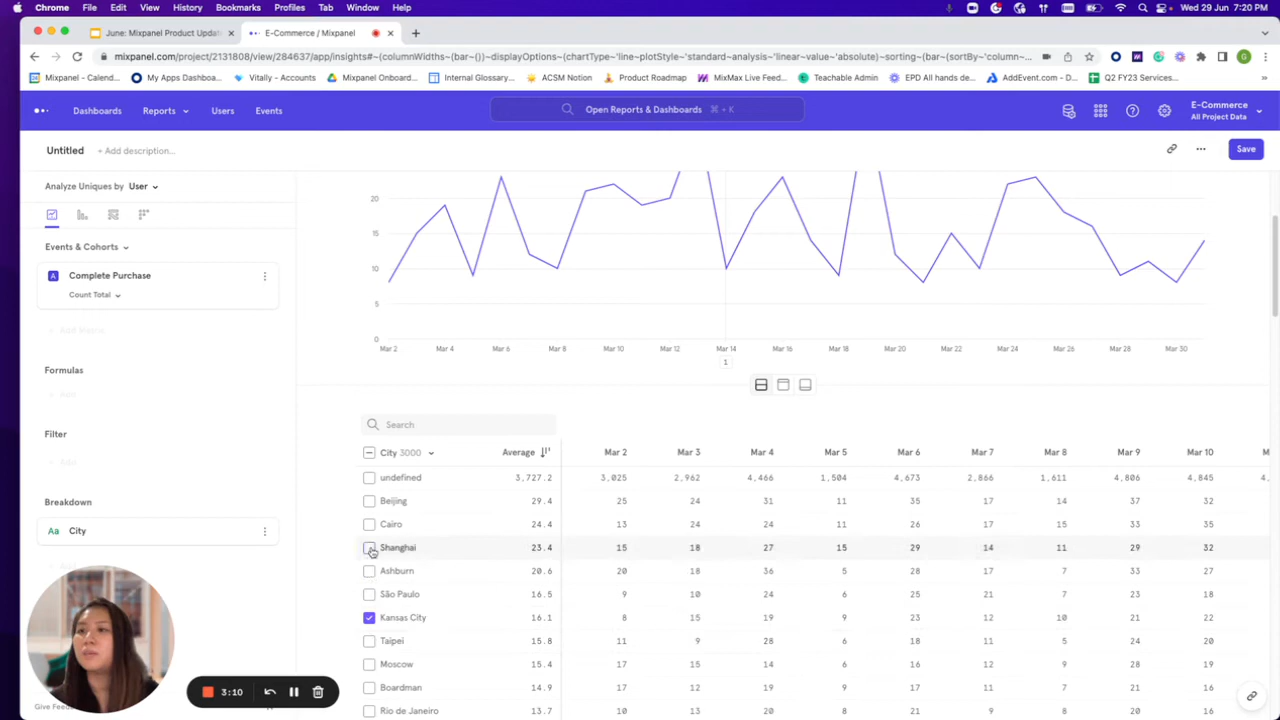 Chrome File Edit View History Bookmarks Profiles Tab Window Help Wed 29 Jun 7:20 PM
June: Mixpanel Product Updat × E-Commerce / Mixpanel × +
mixpanel.com/project/2131808/view/284637/app/insights#~(columnWidths~(bar~())~displayOptions~(chartType~'line~plotStyle~'standard~analysis~'linear~value~'absolute)~sorting~(bar~(sortBy~'column~... G
Mixpanel - Calend... My Apps Dashboa... Vitally - Accounts Mixpanel Onboard... Internal Glossary... ACSM Notion Product Roadmap MixMax Live Feed... Teachable Admin EPD All hands de... AddEvent.com - D... Q2 FY23 Services... »
Dashboards Reports Users Events Open Reports & Dashboards ⌘ + K E-Commerce
All Project Data
Untitled + Add description... Save
Analyze Uniques by User
Events & Cohorts
A Complete Purchase
Count Total
+ Add Metric
Formulas
+ Add
Filter
+ Add
Breakdown
Aa City
3:10
Give Feed
20
15
10
5
0
Mar 2 Mar 4 Mar 6 Mar 8 Mar 10 Mar 12 Mar 14 Mar 16 Mar 18 Mar 20 Mar 22 Mar 24 Mar 26 Mar 28 Mar 30
1
Search
City 3000 Average Mar 2 Mar 3 Mar 4 Mar 5 Mar 6 Mar 7 Mar 8 Mar 9 Mar 10 M
undefined 3,727.2 3,025 2,962 4,466 1,504 4,673 2,866 1,611 4,806 4,845 4,
Beijing 29.4 25 24 31 11 35 17 14 37 32
Cairo 24.4 13 24 24 11 26 17 15 33 35
Shanghai 23.4 15 18 27 15 29 14 11 29 32
Ashburn 20.6 20 18 36 5 28 17 7 33 27
São Paulo 16.5 9 10 24 6 25 21 7 23 18
Kansas City 16.1 8 15 19 9 23 12 10 21 22
Taipei 15.8 11 9 28 6 18 11 5 24 20
Moscow 15.4 17 15 14 6 16 12 9 28 19
Boardman 14.9 17 12 19 9 17 11 7 21 16
Rio de Janeiro 13.7 10 13 20 8 21 9 8 20 16